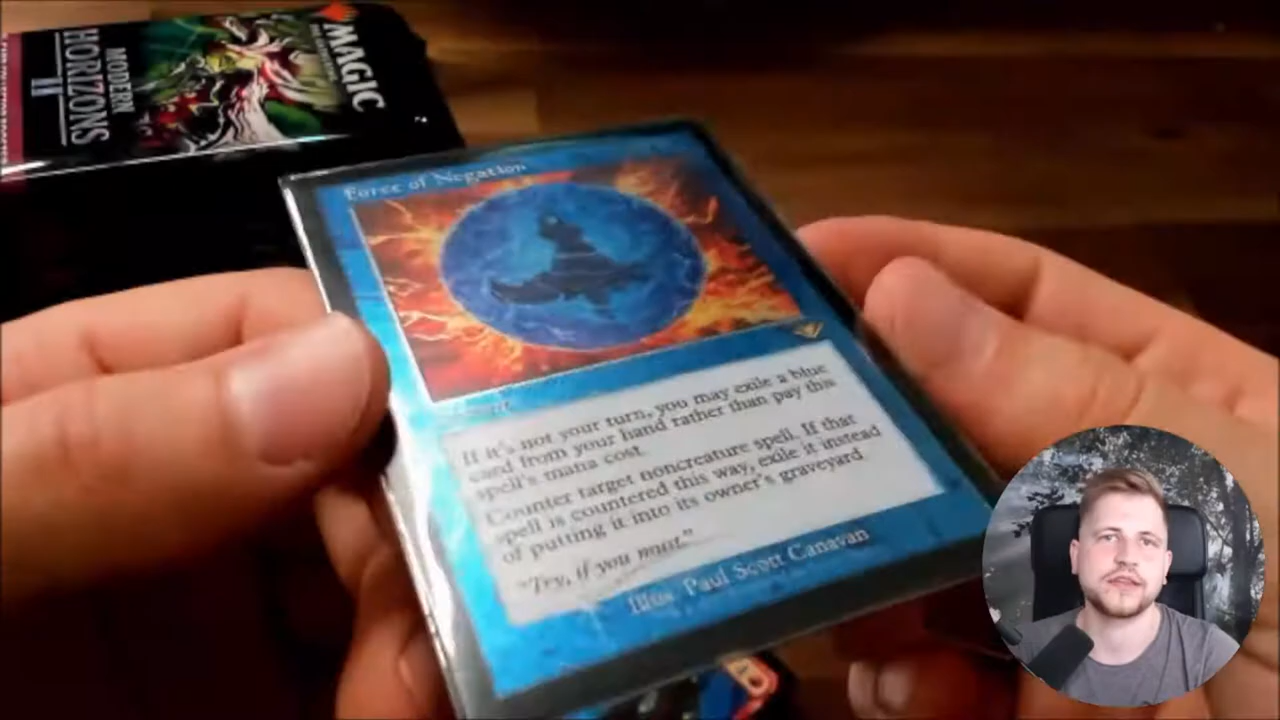 MAGIC
MODERN
HORIZONS
II
Force of Negation
If it's not your turn, you may exile a blue
card from your hand rather than pay this
spell's mana cost.
Counter target noncreature spell. If that
spell is countered this way, exile it instead
of putting it into its owner's graveyard
"Try, if you must."
Illus. Paul Scott Canavan